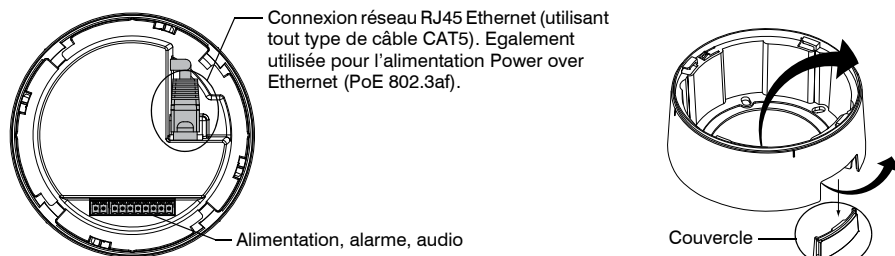 Connexion réseau RJ45 Ethernet (utilisant
tout type de câble CAT5). Egalement
utilisée pour l’alimentation Power over
Ethernet (PoE 802.3af).
Alimentation, alarme, audio
Couvercle